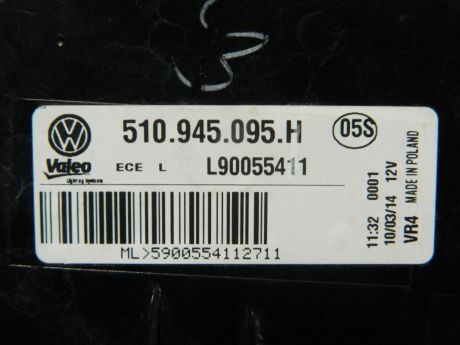 3
510.945.095.H
05S
Valeo
ECE L L90055411
ML>5900554112711
11:32 0001
10/03/14 12V
VR4 MADE IN POLAND